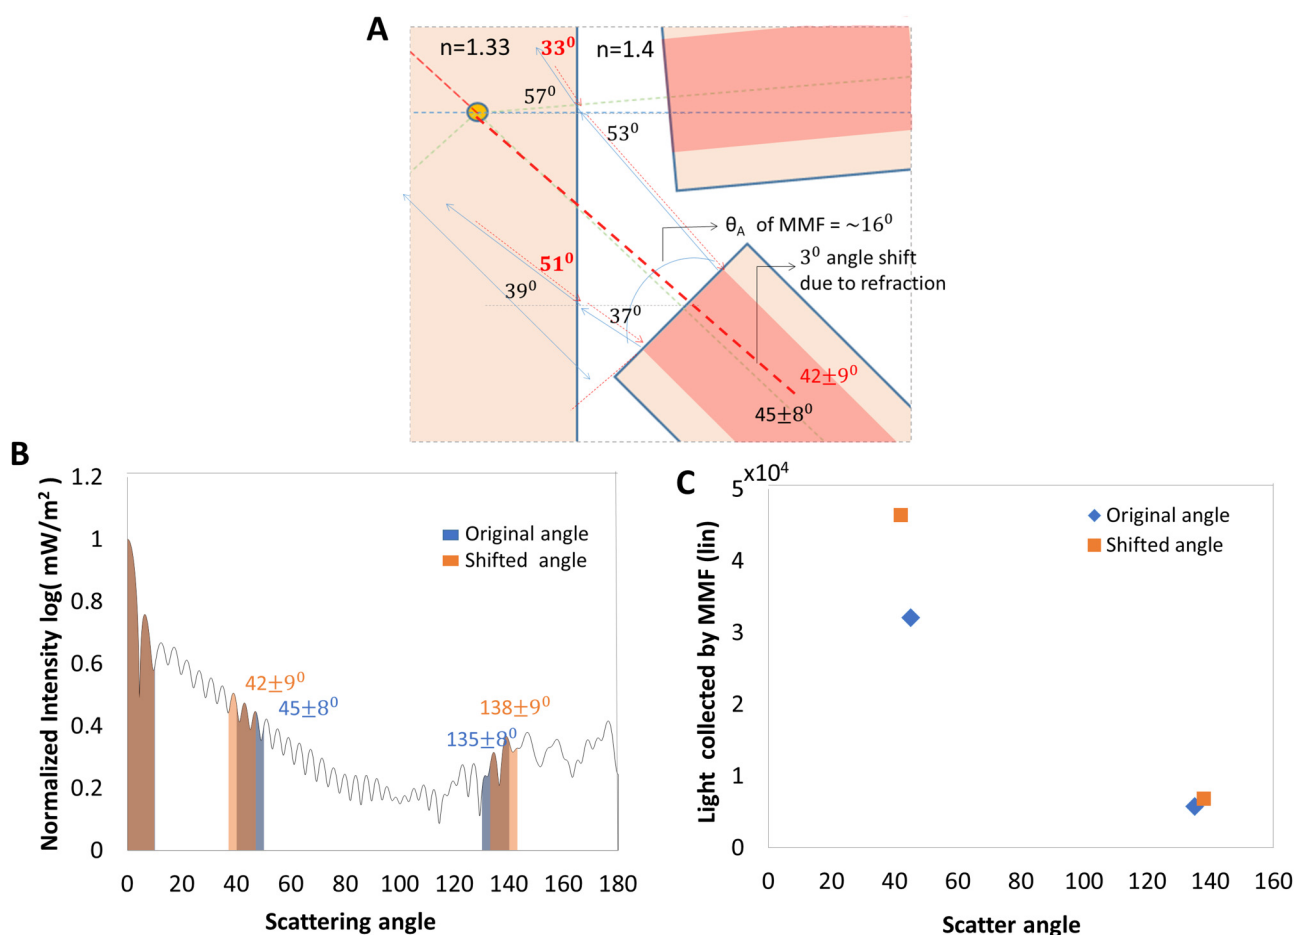 A
n=1.33
33⁰
n=1.4
57⁰
53⁰
θ_A of MMF = ~16⁰
3⁰ angle shift
due to refraction
51⁰
39⁰
37⁰
42±9⁰
45±8⁰
B
Normalized Intensity log( mW/m²)
1.2
1
0.8
0.6
0.4
0.2
0
Original angle
Shifted angle
42±9⁰
45±8⁰
138±9⁰
135±8⁰
0 20 40 60 80 100 120 140 160 180
Scattering angle
C
x10⁴
Light collected by MMF (lin)
5
4
3
2
1
0
Original angle
Shifted angle
0 20 40 60 80 100 120 140 160
Scatter angle